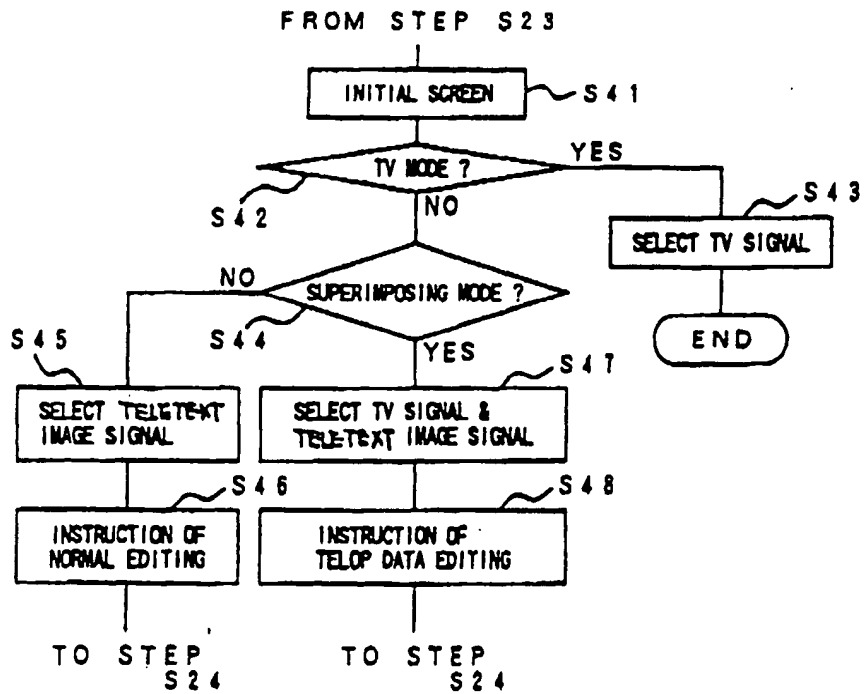 FROM STEP S23
INITIAL SCREEN
S41
TV MODE ?
YES
S42
NO
S43
SELECT TV SIGNAL
NO
SUPERIMPOSING MODE ?
S44
YES
END
S45
SELECT TELETEXT
IMAGE SIGNAL
S47
SELECT TV SIGNAL &
TELETEXT IMAGE SIGNAL
S46
INSTRUCTION OF
NORMAL EDITING
S48
INSTRUCTION OF
TELOP DATA EDITING
TO STEP
S24
TO STEP
S24